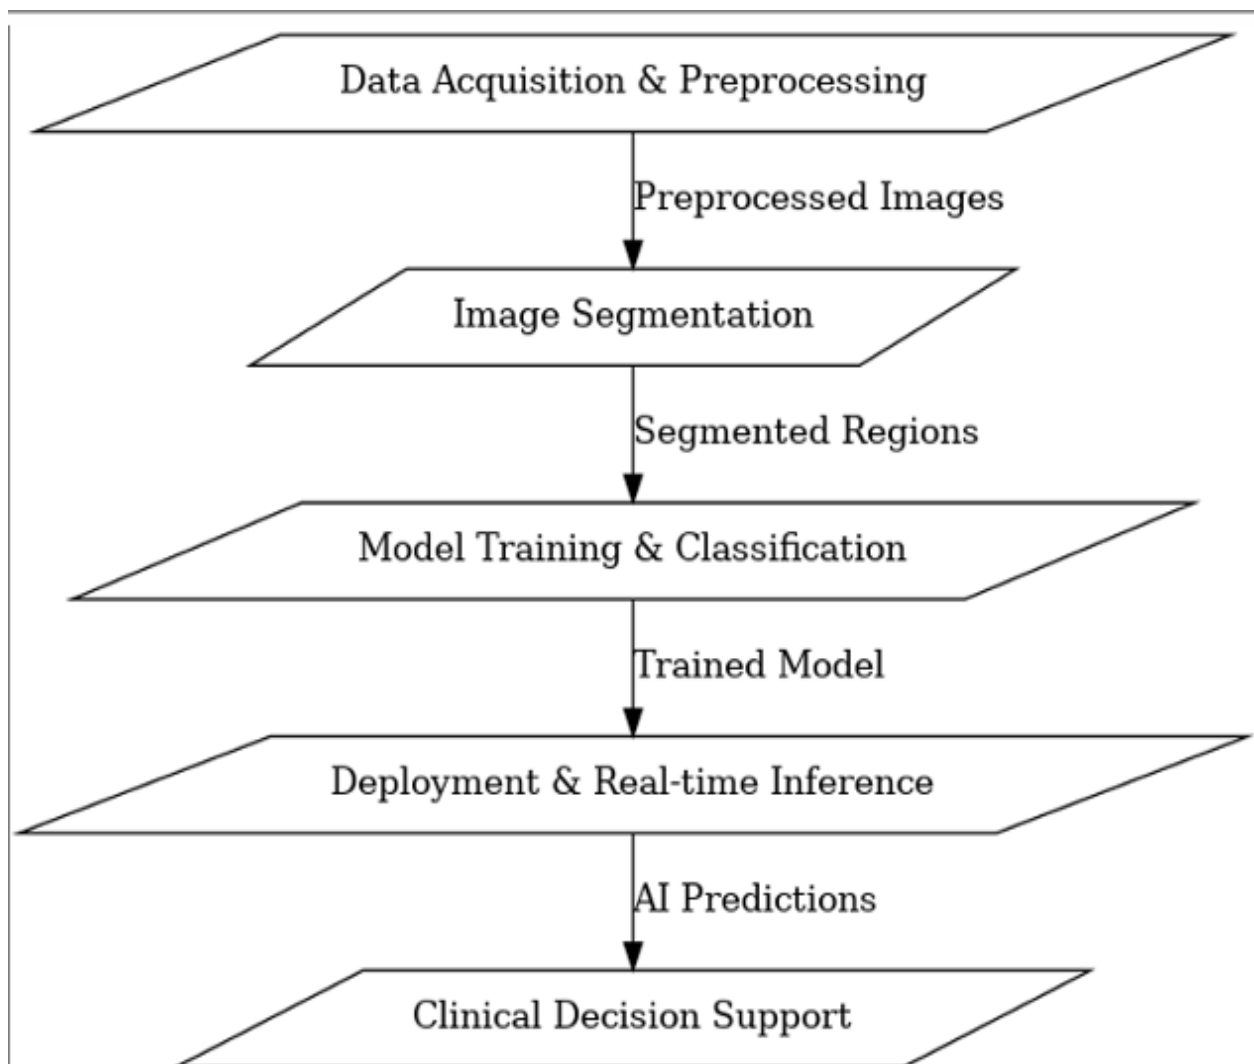 Data Acquisition & Preprocessing
Preprocessed Images
Image Segmentation
Segmented Regions
Model Training & Classification
Trained Model
Deployment & Real-time Inference
AI Predictions
Clinical Decision Support